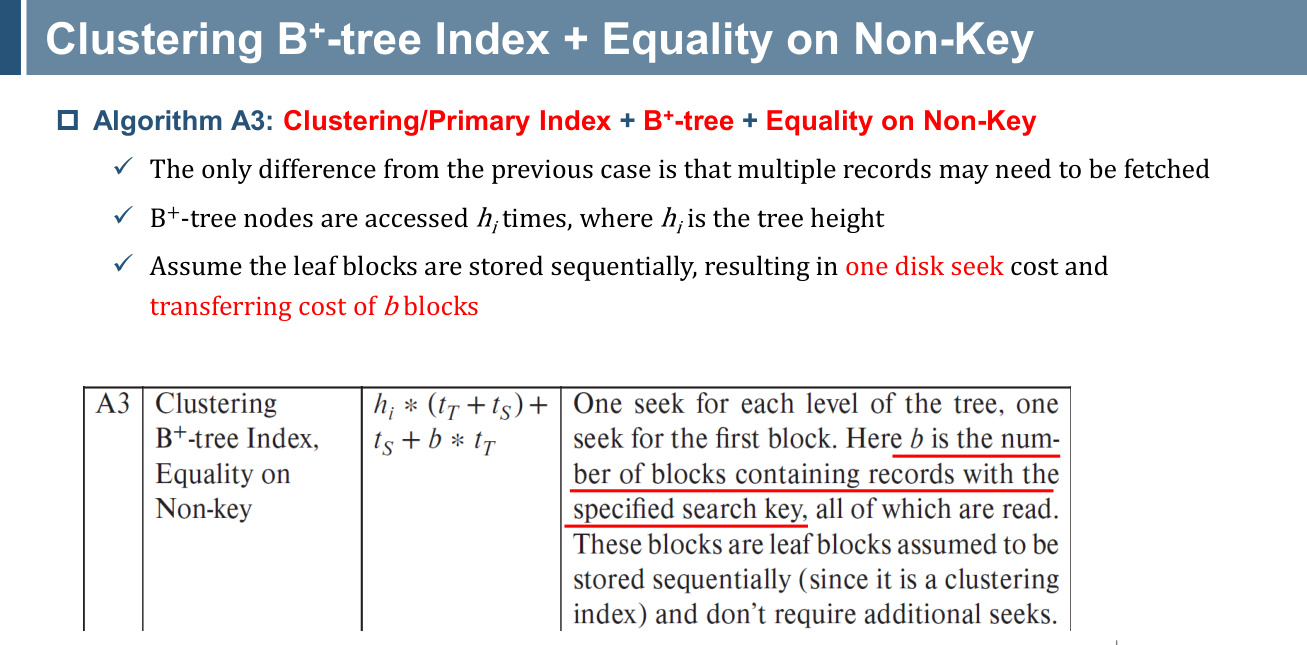 Clustering B⁺-tree Index + Equality on Non-Key
Algorithm A3: Clustering/Primary Index + B⁺-tree + Equality on Non-Key
The only difference from the previous case is that multiple records may need to be fetched
B⁺-tree nodes are accessed hᵢ times, where hᵢ is the tree height
Assume the leaf blocks are stored sequentially, resulting in one disk seek cost and
transferring cost of b blocks
A3
Clustering
B⁺-tree Index,
Equality on
Non-key
hᵢ * (t_T + t_S) +
t_S + b * t_T
One seek for each level of the tree, one
seek for the first block. Here b is the num-
ber of blocks containing records with the
specified search key, all of which are read.
These blocks are leaf blocks assumed to be
stored sequentially (since it is a clustering
index) and don’t require additional seeks.